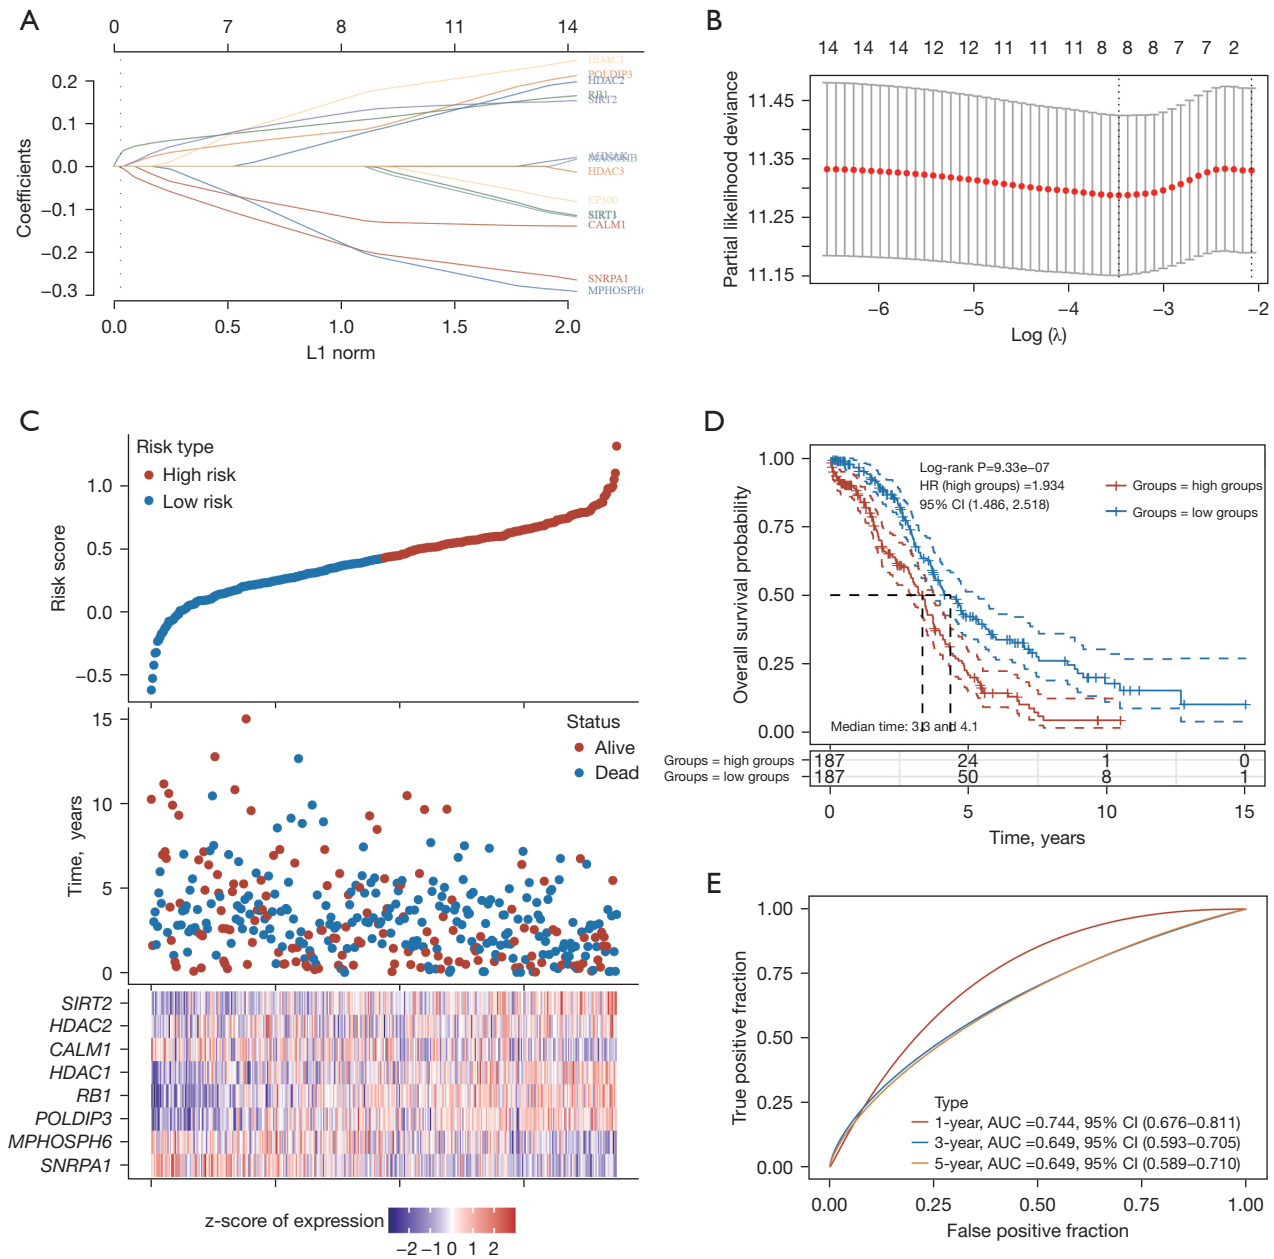 A
0 7 8 11 14
0.2
0.1
0.0
−0.1
−0.2
−0.3
Coefficients
HDAC1
POLDIP3
HDAC2
RB1
SIRT2
HDAC3
EP300
CALM1
SNRPA1
MPHOSPH6
0.0 0.5 1.0 1.5 2.0
L1 norm
B
14 14 14 12 12 11 11 11 8 8 8 7 7 2
11.45
11.35
11.25
11.15
Partial likelihood deviance
−6 −5 −4 −3 −2
Log (λ)
C
Risk type
High risk
Low risk
1.0
0.5
0.0
−0.5
Risk score
Status
Alive
Dead
15
10
5
0
Time, years
SIRT2
HDAC2
CALM1
HDAC1
RB1
POLDIP3
MPHOSPH6
SNRPA1
z-score of expression
−2 −1 0 1 2
D
1.00
0.75
0.50
0.25
0.00
Overall survival probability
Log-rank P=9.33e−07
HR (high groups) =1.934
95% CI (1.486, 2.518)
Groups = high groups
Groups = low groups
Median time: 3.3 and 4.1
Groups = high groups 187 24 1 0
Groups = low groups 187 50 8 1
0 5 10 15
Time, years
E
1.00
0.75
0.50
0.25
0.00
True positive fraction
Type
1-year, AUC =0.744, 95% CI (0.676−0.811)
3-year, AUC =0.649, 95% CI (0.593−0.705)
5-year, AUC =0.649, 95% CI (0.589−0.710)
0.00 0.25 0.50 0.75 1.00
False positive fraction